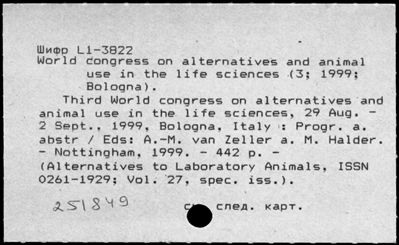 Шифр L1-3822
World congress on alternatives and animal
use in the life sciences (3; 1999;
Bologna).
Third World congress on alternatives and
animal use in the life sciences, 29 Aug. -
2 Sept., 1999, Bologna, Italy : Progr. a.
abstr / Eds: A.-M. van Zeller a. M. Halder.
- Nottingham, 1999. - 442 p. -
(Alternatives to Laboratory Animals, ISSN
0261-1929; Vol. 27, spec. iss.).
251849 след. карт.